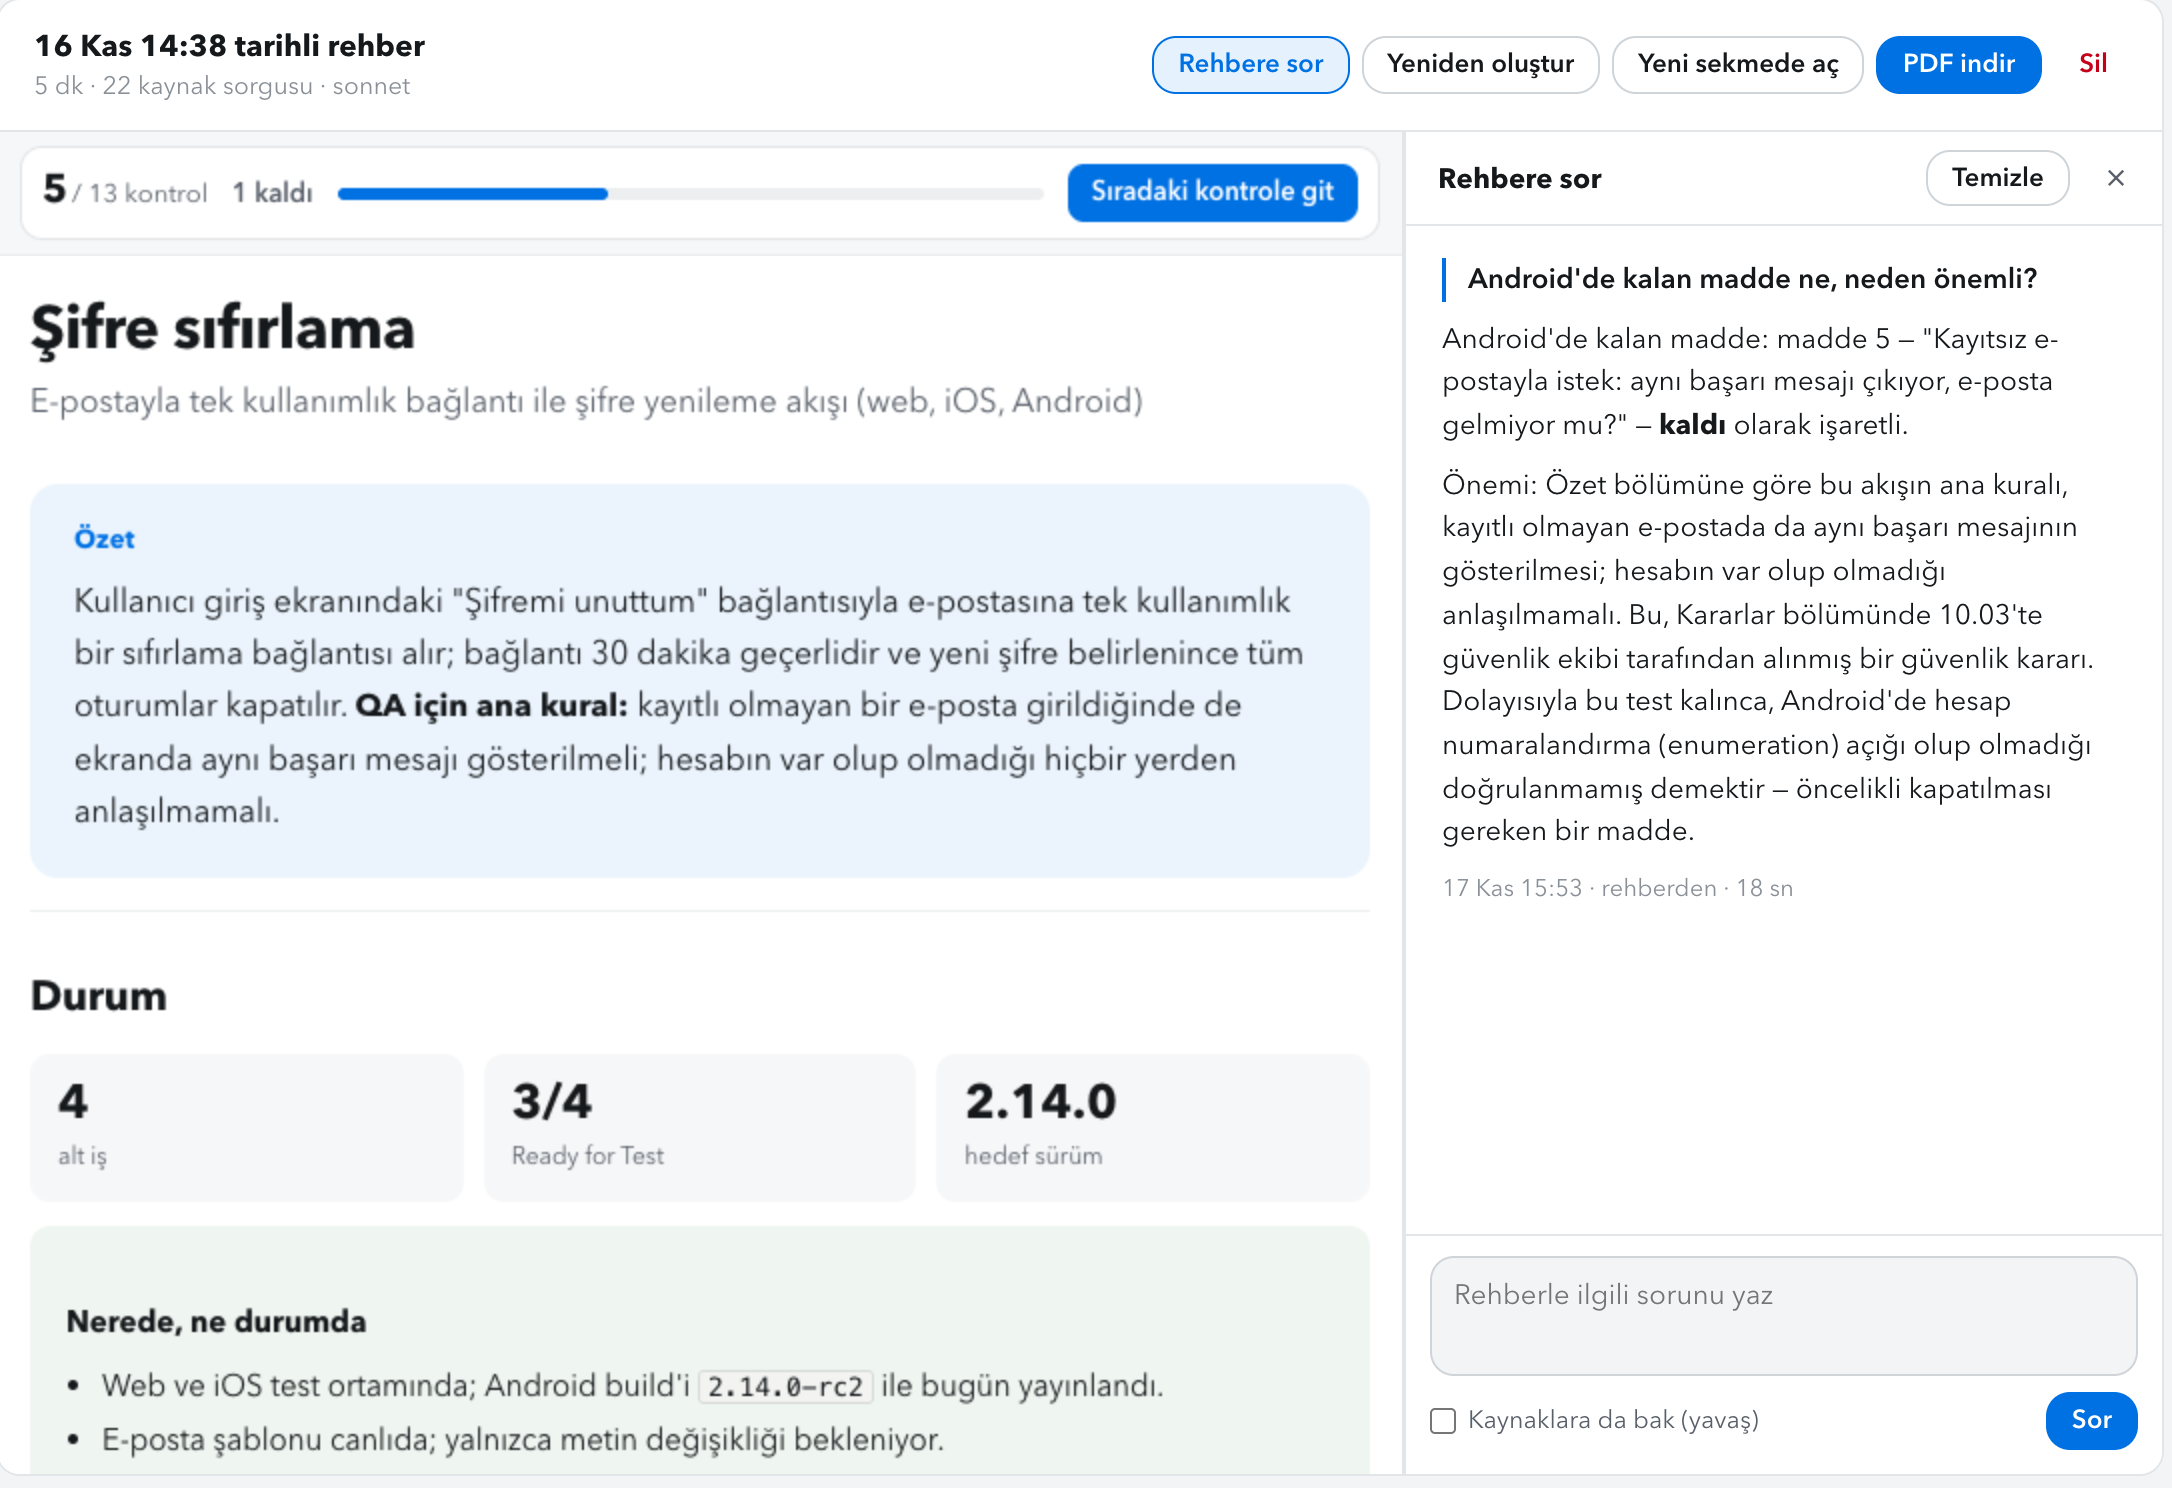 16 Kas 14:38 tarihli rehber
5 dk · 22 kaynak sorgusu · sonnet
Rehbere sor
Yeniden oluştur
Yeni sekmede aç
PDF indir
Sil
5 / 13 kontrol 1 kaldı
Sıradaki kontrole git
Şifre sıfırlama
E-postayla tek kullanımlık bağlantı ile şifre yenileme akışı (web, iOS, Android)
Özet
Kullanıcı giriş ekranındaki "Şifremi unuttum" bağlantısıyla e-postasına tek kullanımlık
bir sıfırlama bağlantısı alır; bağlantı 30 dakika geçerlidir ve yeni şifre belirlenince tüm
oturumlar kapatılır. QA için ana kural: kayıtlı olmayan bir e-posta girildiğinde de
ekranda aynı başarı mesajı gösterilmeli; hesabın var olup olmadığı hiçbir yerden
anlaşılmamalı.
Durum
4
alt iş
3/4
Ready for Test
2.14.0
hedef sürüm
Nerede, ne durumda
• Web ve iOS test ortamında; Android build'i 2.14.0-rc2 ile bugün yayınlandı.
• E-posta şablonu canlıda; yalnızca metin değişikliği bekleniyor.
Rehbere sor
Temizle
×
Android'de kalan madde ne, neden önemli?
Android'de kalan madde: madde 5 – "Kayıtsız e-
postayla istek: aynı başarı mesajı çıkıyor, e-posta
gelmiyor mu?" – kaldı olarak işaretli.
Önemi: Özet bölümüne göre bu akışın ana kuralı,
kayıtlı olmayan e-postada da aynı başarı mesajının
gösterilmesi; hesabın var olup olmadığı
anlaşılmamalı. Bu, Kararlar bölümünde 10.03'te
güvenlik ekibi tarafından alınmış bir güvenlik kararı.
Dolayısıyla bu test kalınca, Android'de hesap
numaralandırma (enumeration) açığı olup olmadığı
doğrulanmamış demektir – öncelikli kapatılması
gereken bir madde.
17 Kas 15:53 · rehberden · 18 sn
Rehberle ilgili sorunu yaz
Kaynaklara da bak (yavaş)
Sor